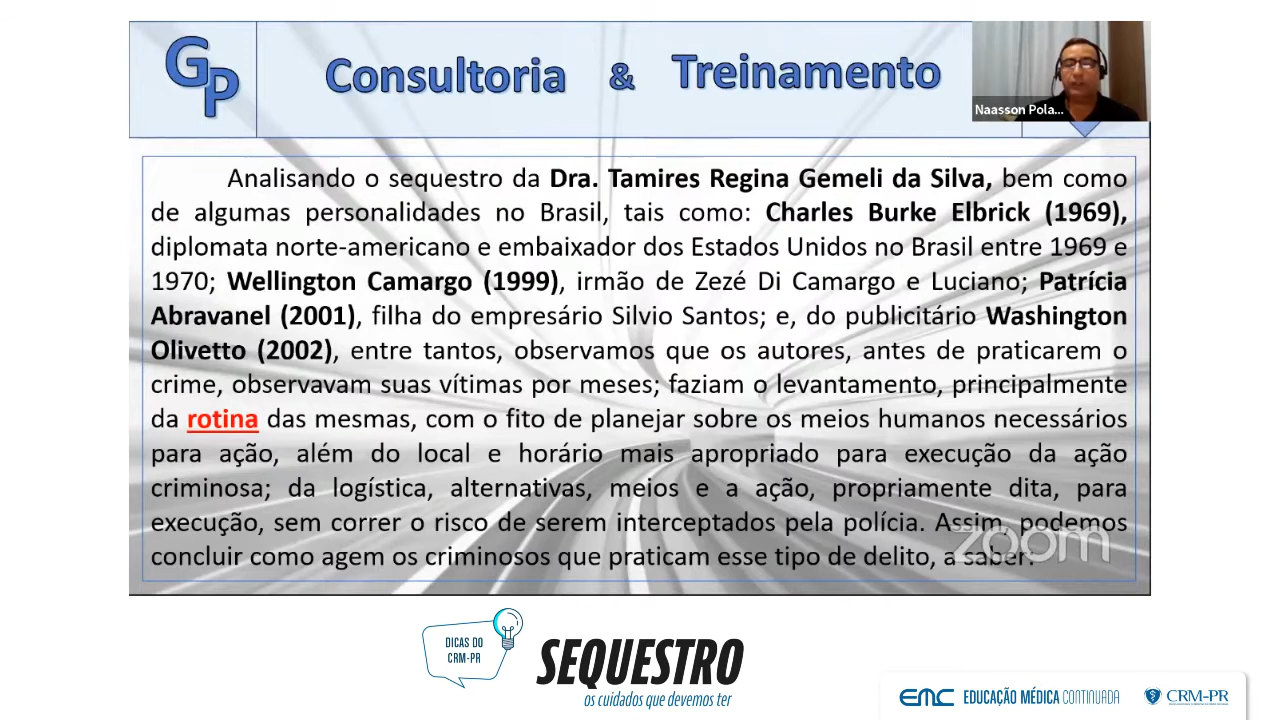 GP
Consultoria & Treinamento
Naasson Pola...
Analisando o sequestro da Dra. Tamires Regina Gemeli da Silva, bem como
de algumas personalidades no Brasil, tais como: Charles Burke Elbrick (1969),
diplomata norte-americano e embaixador dos Estados Unidos no Brasil entre 1969 e
1970; Wellington Camargo (1999), irmão de Zezé Di Camargo e Luciano; Patrícia
Abravanel (2001), filha do empresário Silvio Santos; e, do publicitário Washington
Olivetto (2002), entre tantos, observamos que os autores, antes de praticarem o
crime, observavam suas vítimas por meses; faziam o levantamento, principalmente
da rotina das mesmas, com o fito de planejar sobre os meios humanos necessários
para ação, além do local e horário mais apropriado para execução da ação
criminosa; da logística, alternativas, meios e a ação, propriamente dita, para
execução, sem correr o risco de serem interceptados pela polícia. Assim, podemos
concluir como agem os criminosos que praticam esse tipo de delito, a saber:
zoom
DICAS DO
CRM-PR
SEQUESTRO
os cuidados que devemos ter
EMC EDUCAÇÃO MÉDICA CONTINUADA
CRM-PR